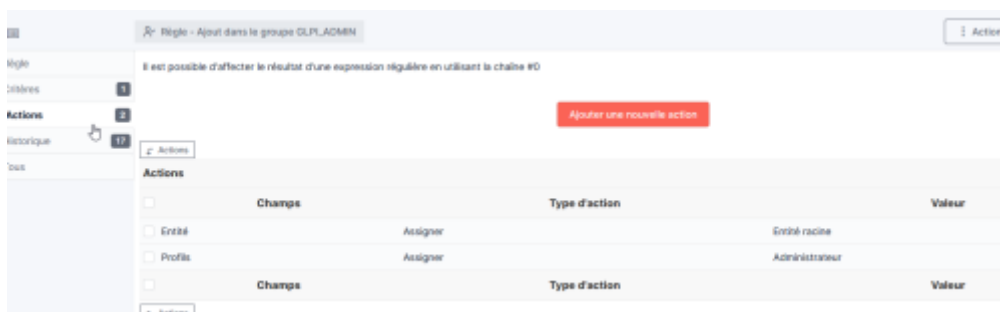 Règle - Ajout dans le groupe GLPI_ADMIN
Action
Règle
Il est possible d'affecter le résultat d'une expression régulière en utilisant la chaîne #0
Critères 1
Actions 2
Ajouter une nouvelle action
Historique 17
Actions
Tous
Actions
Champs Type d'action Valeur
Entité Assigner Entité racine
Profils Assigner Administrateur
Champs Type d'action Valeur
Actions